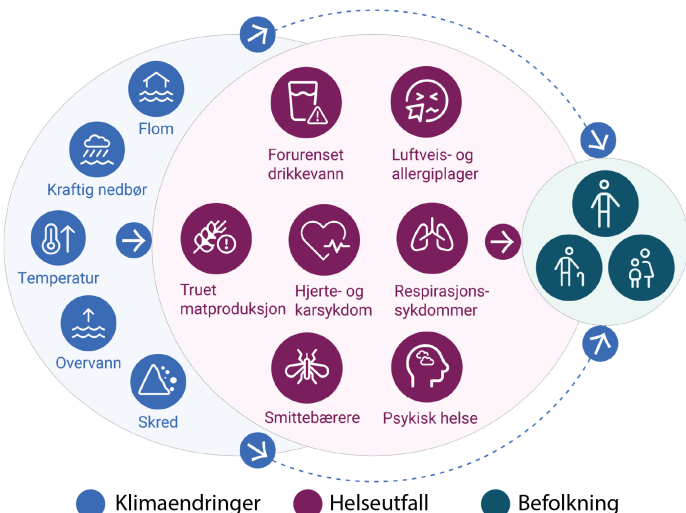 Flom
Kraftig nedbør
Temperatur
Overvann
Skred
Forurenset
drikkevann
Luftveis- og
allergiplager
Truet
matproduksjon
Hjerte- og
karsykdom
Respirasjons-
sykdommer
Smittebærere
Psykisk helse
Klimaendringer
Helseutfall
Befolkning